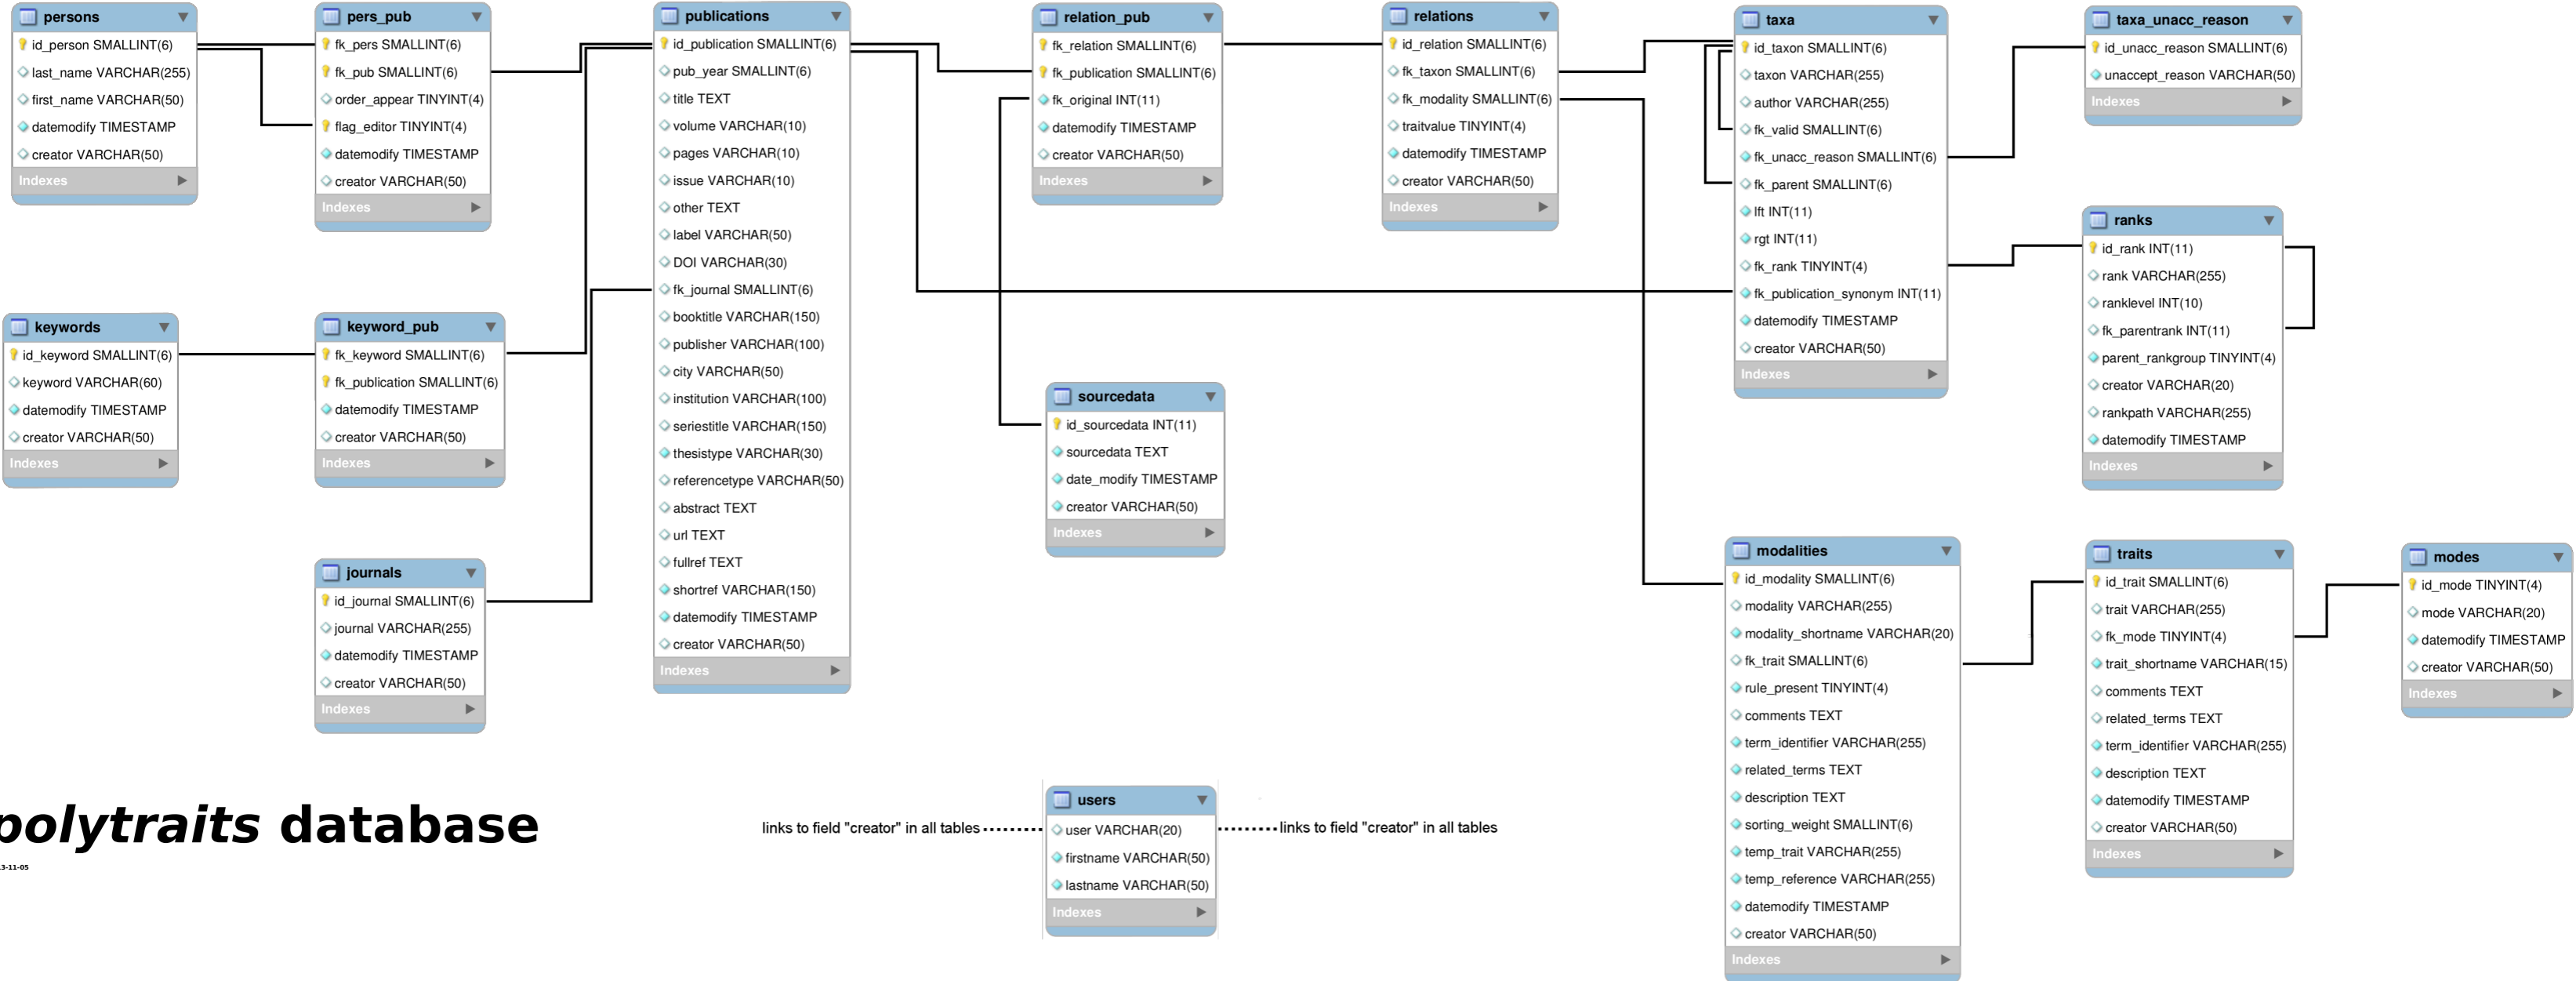 persons
id_person SMALLINT(6)
last_name VARCHAR(255)
first_name VARCHAR(50)
datemodify TIMESTAMP
creator VARCHAR(50)
Indexes
pers_pub
fk_pers SMALLINT(6)
fk_pub SMALLINT(6)
order_appear TINYINT(4)
flag_editor TINYINT(4)
datemodify TIMESTAMP
creator VARCHAR(50)
Indexes
publications
id_publication SMALLINT(6)
pub_year SMALLINT(6)
title TEXT
volume VARCHAR(10)
pages VARCHAR(10)
issue VARCHAR(10)
other TEXT
label VARCHAR(50)
DOI VARCHAR(30)
fk_journal SMALLINT(6)
booktitle VARCHAR(150)
publisher VARCHAR(100)
city VARCHAR(50)
institution VARCHAR(100)
seriestitle VARCHAR(150)
thesistype VARCHAR(30)
referencetype VARCHAR(50)
abstract TEXT
url TEXT
fullref TEXT
shortref VARCHAR(150)
datemodify TIMESTAMP
creator VARCHAR(50)
Indexes
relation_pub
fk_relation SMALLINT(6)
fk_publication SMALLINT(6)
fk_original INT(11)
datemodify TIMESTAMP
creator VARCHAR(50)
Indexes
relations
id_relation SMALLINT(6)
fk_taxon SMALLINT(6)
fk_modality SMALLINT(6)
traitvalue TINYINT(4)
datemodify TIMESTAMP
creator VARCHAR(50)
Indexes
taxa
id_taxon SMALLINT(6)
taxon VARCHAR(255)
author VARCHAR(255)
fk_valid SMALLINT(6)
fk_unacc_reason SMALLINT(6)
fk_parent SMALLINT(6)
lft INT(11)
rgt INT(11)
fk_rank TINYINT(4)
fk_publication_synonym INT(11)
datemodify TIMESTAMP
creator VARCHAR(50)
Indexes
taxa_unacc_reason
id_unacc_reason SMALLINT(6)
unaccept_reason VARCHAR(50)
Indexes
ranks
id_rank INT(11)
rank VARCHAR(255)
ranklevel INT(10)
fk_parentrank INT(11)
parent_rankgroup TINYINT(4)
creator VARCHAR(20)
rankpath VARCHAR(255)
datemodify TIMESTAMP
Indexes
keywords
id_keyword SMALLINT(6)
keyword VARCHAR(60)
datemodify TIMESTAMP
creator VARCHAR(50)
Indexes
keyword_pub
fk_keyword SMALLINT(6)
fk_publication SMALLINT(6)
datemodify TIMESTAMP
creator VARCHAR(50)
Indexes
sourcedata
id_sourcedata INT(11)
sourcedata TEXT
date_modify TIMESTAMP
creator VARCHAR(50)
Indexes
journals
id_journal SMALLINT(6)
journal VARCHAR(255)
datemodify TIMESTAMP
creator VARCHAR(50)
Indexes
modalities
id_modality SMALLINT(6)
modality VARCHAR(255)
modality_shortname VARCHAR(20)
fk_trait SMALLINT(6)
rule_present TINYINT(4)
comments TEXT
term_identifier VARCHAR(255)
related_terms TEXT
description TEXT
sorting_weight SMALLINT(6)
temp_trait VARCHAR(255)
temp_reference VARCHAR(255)
datemodify TIMESTAMP
creator VARCHAR(50)
Indexes
traits
id_trait SMALLINT(6)
trait VARCHAR(255)
fk_mode TINYINT(4)
trait_shortname VARCHAR(15)
comments TEXT
related_terms TEXT
term_identifier VARCHAR(255)
description TEXT
datemodify TIMESTAMP
creator VARCHAR(50)
Indexes
modes
id_mode TINYINT(4)
mode VARCHAR(20)
datemodify TIMESTAMP
creator VARCHAR(50)
Indexes
polytraits database
3-11-05
links to field "creator" in all tables
users
user VARCHAR(20)
firstname VARCHAR(50)
lastname VARCHAR(50)
Indexes
links to field "creator" in all tables